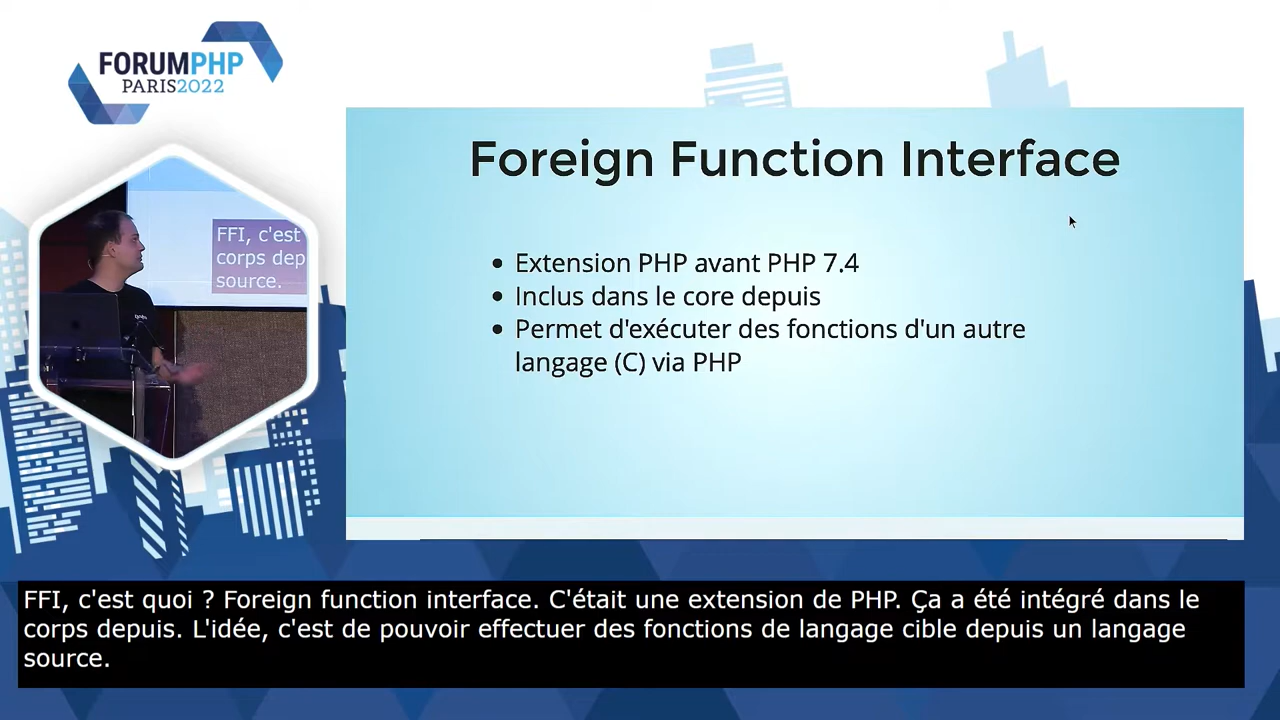 FORUMPHP
PARIS2022
Foreign Function Interface
Extension PHP avant PHP 7.4
Inclus dans le core depuis
Permet d'exécuter des fonctions d'un autre
langage (C) via PHP
FFI, c'est
corps dep
source.
FFI, c'est quoi ? Foreign function interface. C'était une extension de PHP. Ça a été intégré dans le
corps depuis. L'idée, c'est de pouvoir effectuer des fonctions de langage cible depuis un langage
source.